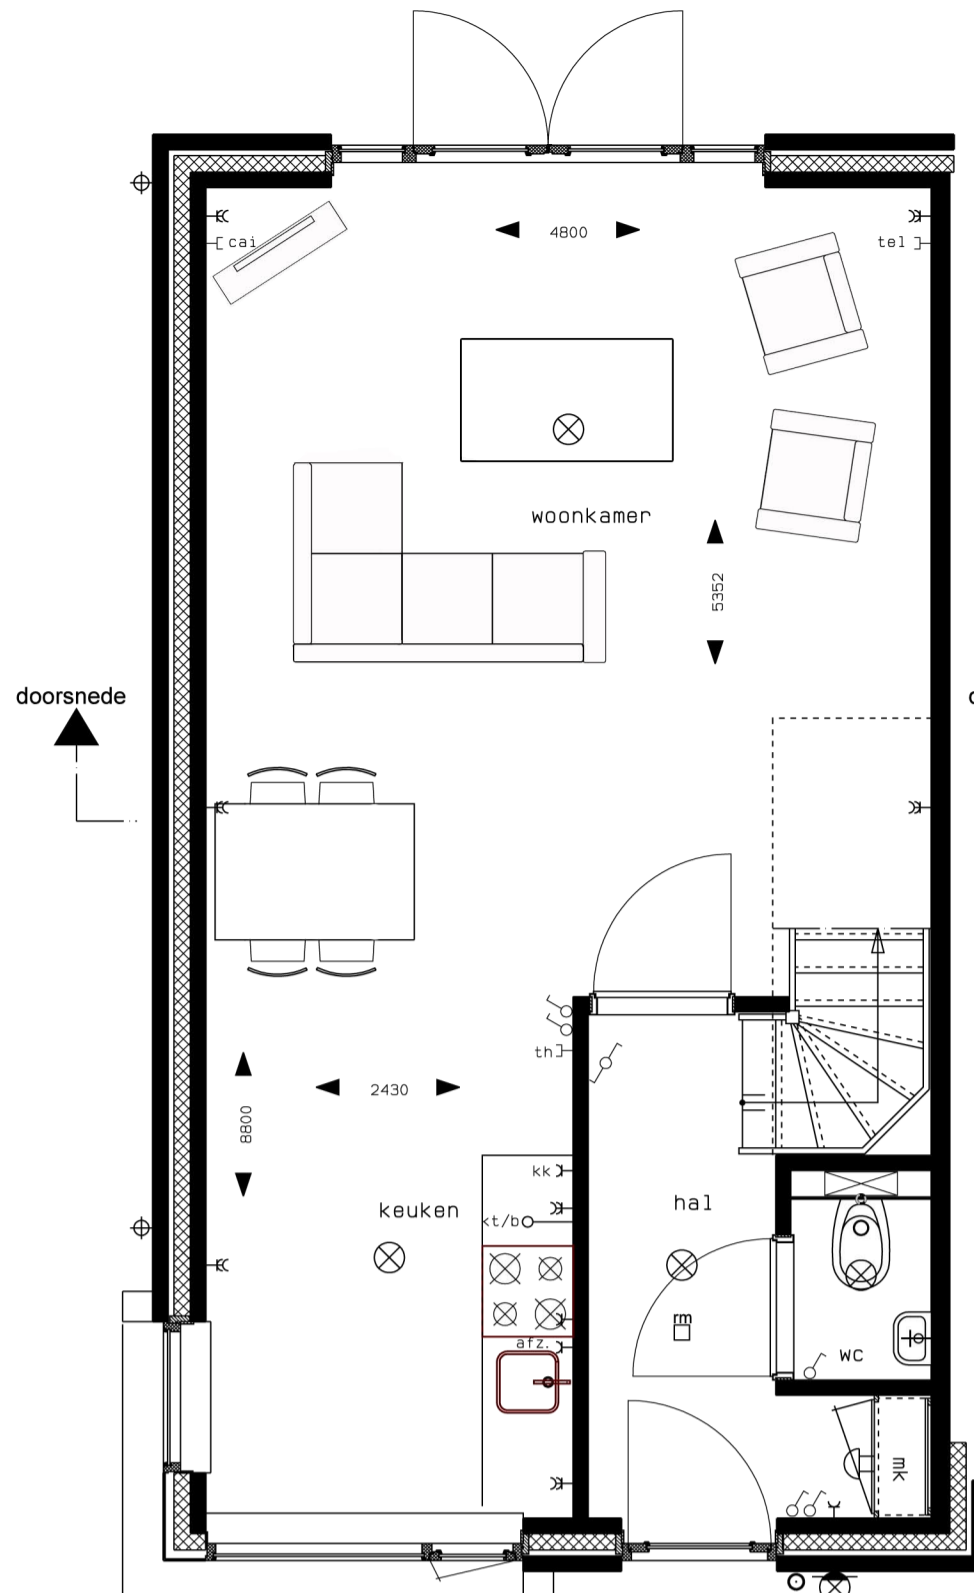 cai
4800
tel
woonkamer
5352
doorsnede
d
th
2430
8800
kk
keuken
hal
<t/b
rm
afz.
WC
mk